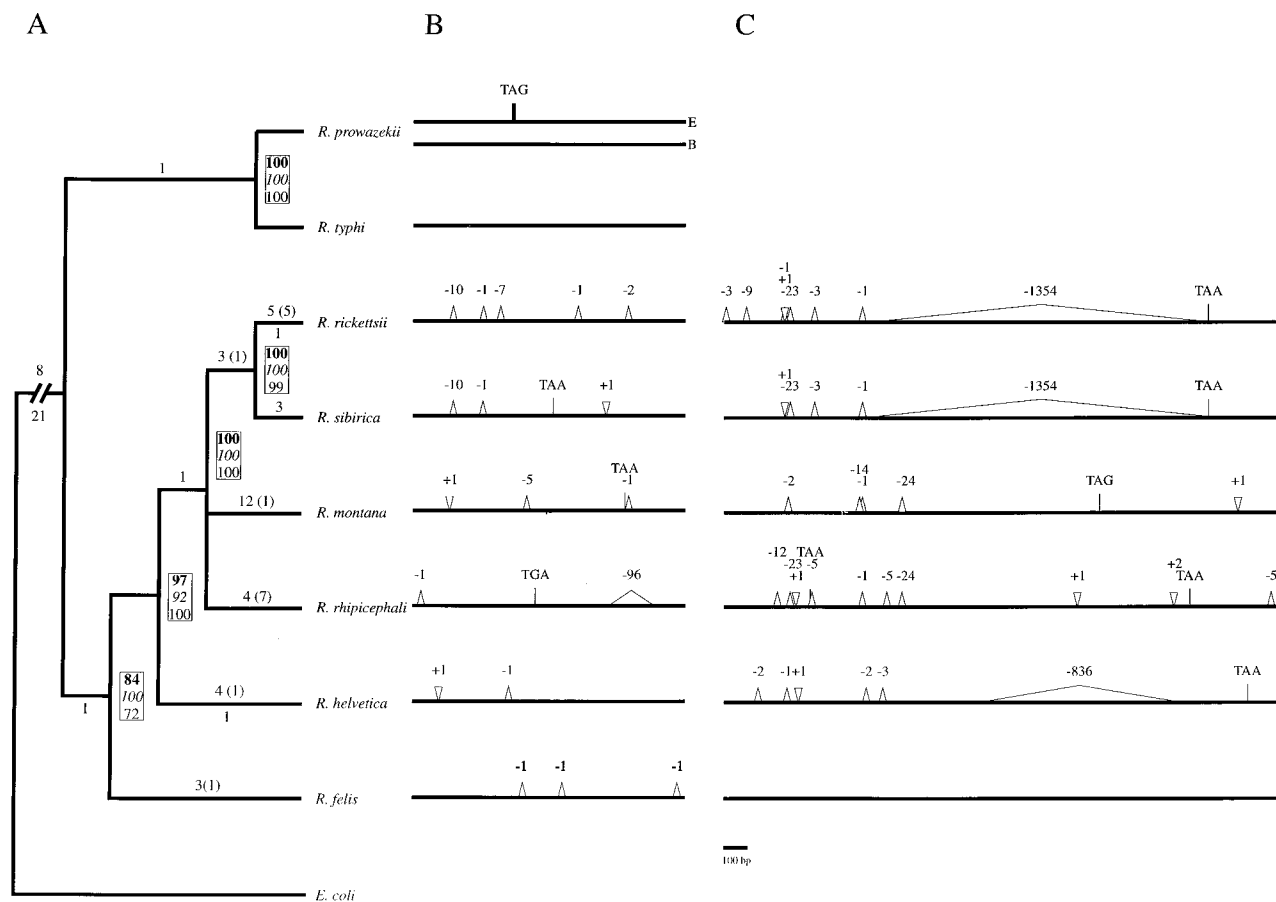 A B C
TAG
R. prowazekii E
B
1
100
100
100
R. typhi
-10 -1 -7 -1 -2
-1
+1
-3 -9 -23 -3 -1 -1354 TAA
5 (5)
R. rickettsii
1
3 (1)
100
100
99
-10 -1 TAA +1
+1
-23 -3 -1 -1354 TAA
3
R. sibirica
8
21
100
100
100
1
+1 -5 TAA
-1
-14
-2 -1 -24 TAG +1
12 (1)
R. montana
-1 TGA -96
-12 TAA
-23 -5
+1 -1 -5 -24 +1 +2
TAA -5
4 (7)
R. rhipicephali
97
92
100
+1 -1
-2 -1 +1 -2 -3 -836 TAA
4 (1)
R. helvetica
1
84
100
72
1
-1 -1 -1
3(1)
R. felis
100 bp
E. coli